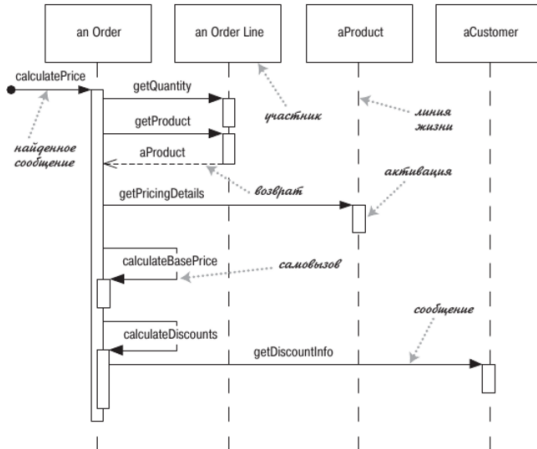 an Order
an Order Line
aProduct
aCustomer
calculatePrice
getQuantity
найденное
сообщение
getProduct
участник
линия
жизни
aProduct
возврат
активация
getPricingDetails
calculateBasePrice
самовызов
calculateDiscounts
сообщение
getDiscountInfo